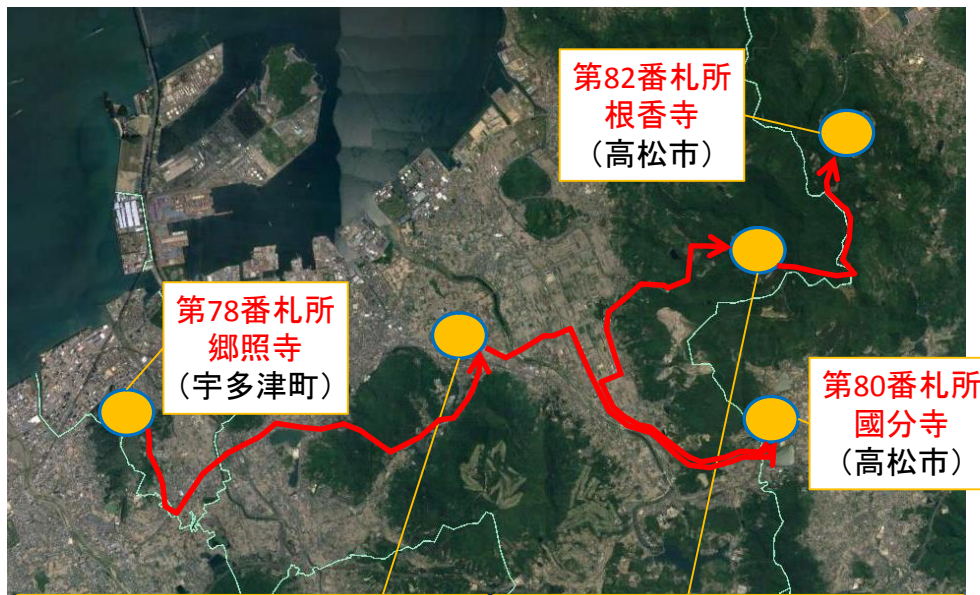 第82番札所
根香寺
（高松市）
第78番札所
郷照寺
（宇多津町）
第80番札所
國分寺
（高松市）